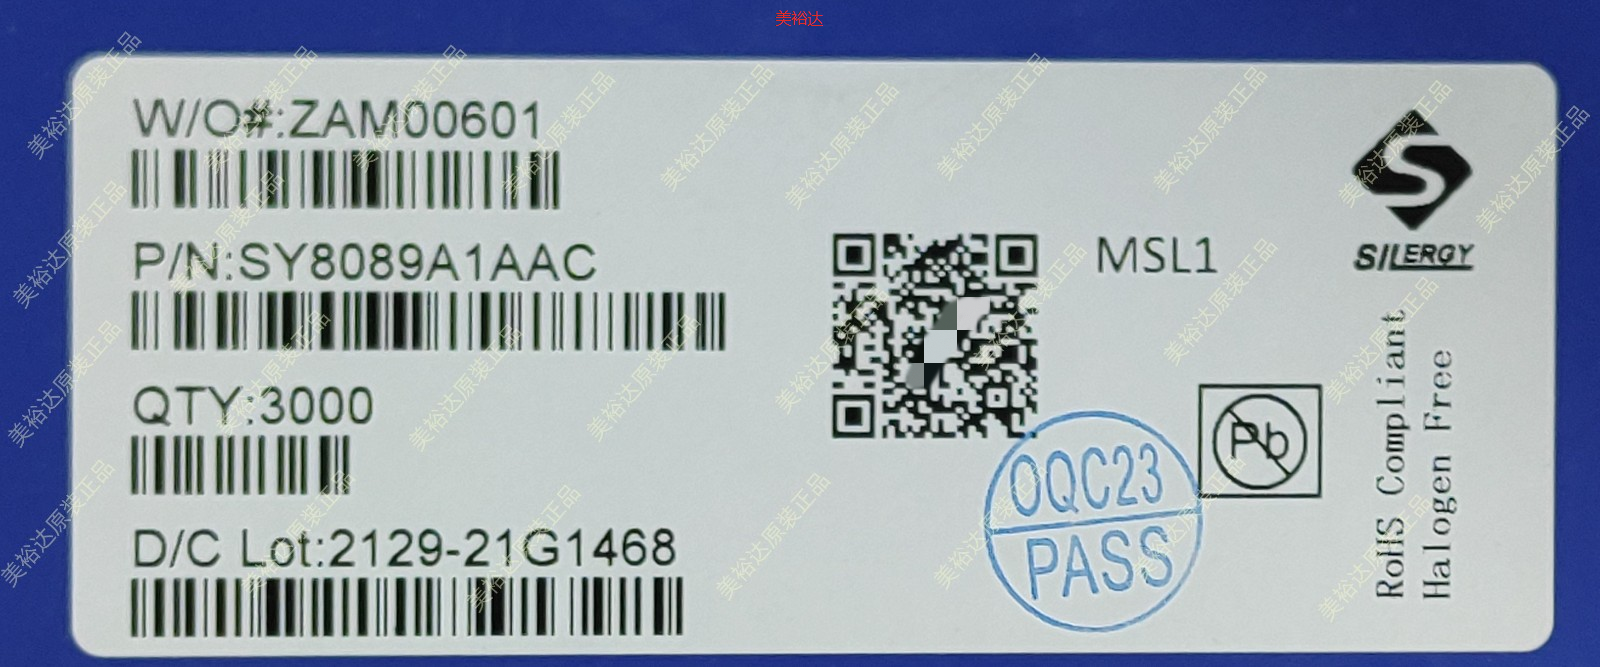 美裕达
W/O#:ZAM00601
P/N:SY8089A1AAC
QTY:3000
D/C Lot:2129-21G1468
MSL1
SILERGY
Pb
OQC23
PASS
RoHS Compliant
Halogen Free
美裕达原装正品